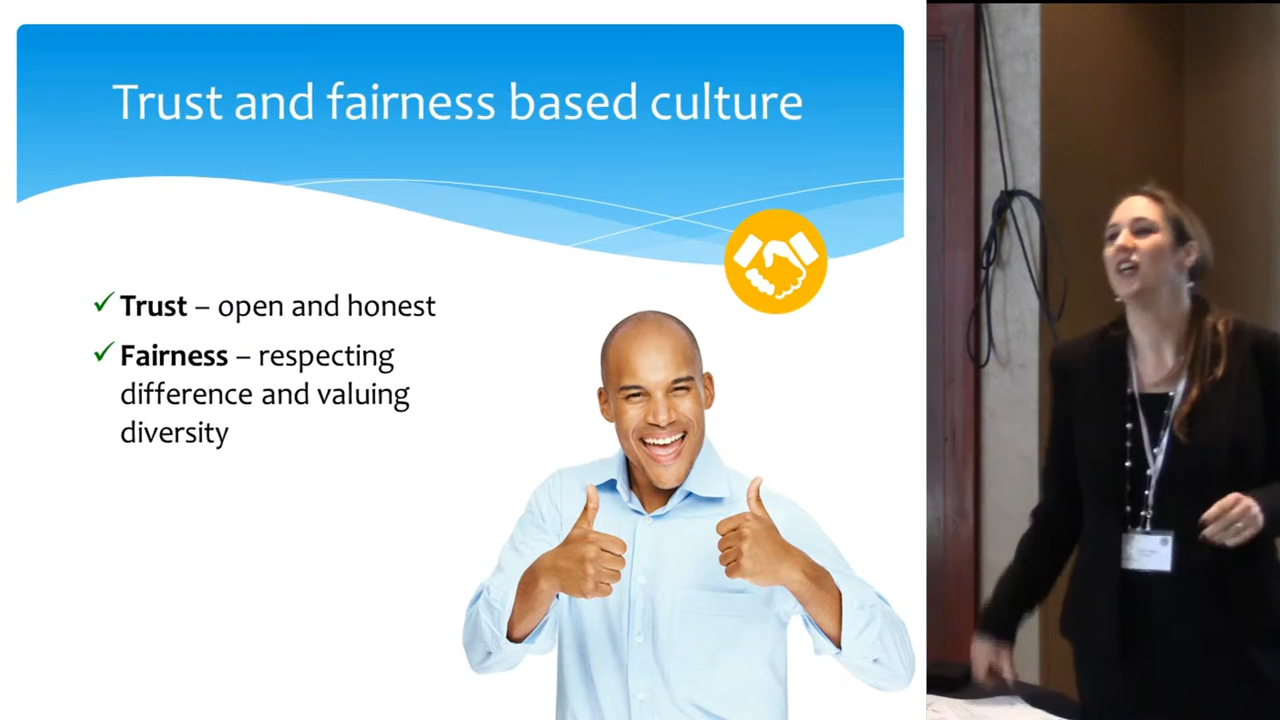 Trust and fairness based culture
✓ Trust – open and honest
✓ Fairness – respecting
difference and valuing
diversity